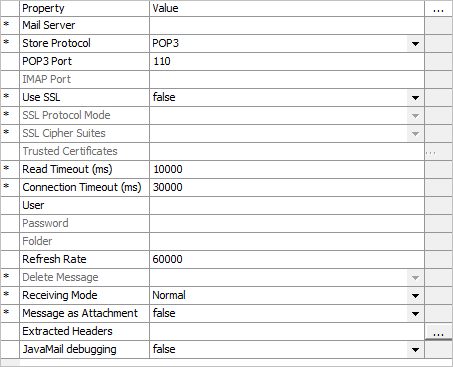 Property Value ...
* Mail Server
* Store Protocol POP3
POP3 Port 110
IMAP Port
* Use SSL false
* SSL Protocol Mode
* SSL Cipher Suites
Trusted Certificates ...
* Read Timeout (ms) 10000
* Connection Timeout (ms) 30000
User
Password
Folder
Refresh Rate 60000
* Delete Message
* Receiving Mode Normal
* Message as Attachment false
Extracted Headers ...
JavaMail debugging false